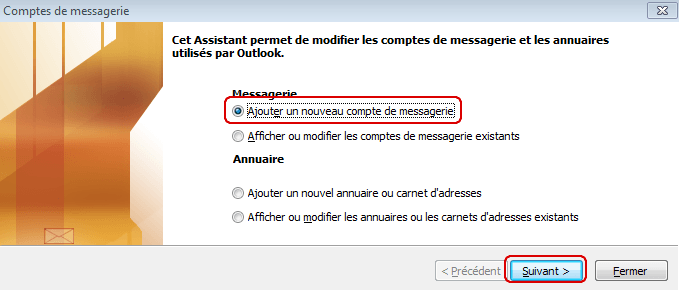 Comptes de messagerie
Cet Assistant permet de modifier les comptes de messagerie et les annuaires
utilisés par Outlook.
Messagerie
Ajouter un nouveau compte de messagerie
Afficher ou modifier les comptes de messagerie existants
Annuaire
Ajouter un nouvel annuaire ou carnet d'adresses
Afficher ou modifier les annuaires ou les carnets d'adresses existants
< Précédent
Suivant >
Fermer